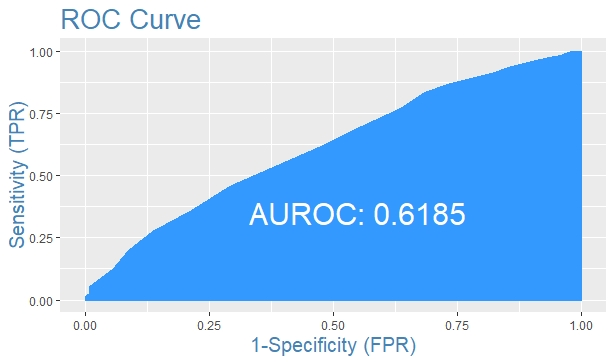 ROC Curve
1.00
0.75
0.50
0.25
0.00
Sensitivity (TPR)
AUROC: 0.6185
0.00 0.25 0.50 0.75 1.00
1-Specificity (FPR)